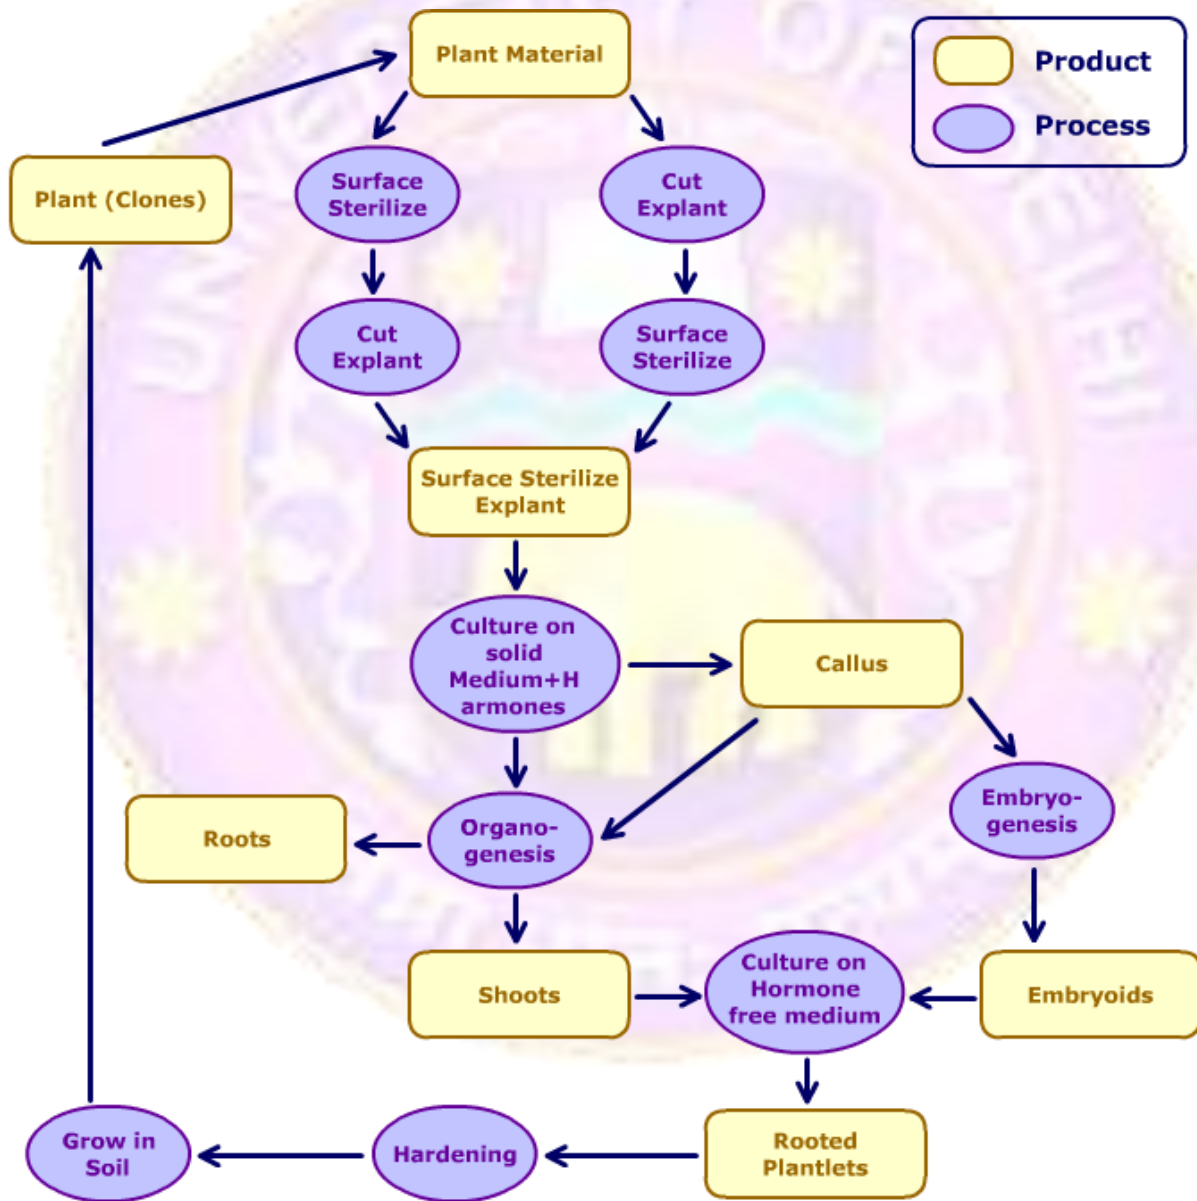 Plant Material
Product
Process
Plant (Clones)
Surface
Sterilize
Cut
Explant
Cut
Explant
Surface
Sterilize
Surface Sterilize
Explant
Culture on
solid
Medium+H
armones
Callus
Roots
Organo-
genesis
Embryo-
genesis
Shoots
Culture on
Hormone
free medium
Embryoids
Grow in
Soil
Hardening
Rooted
Plantlets